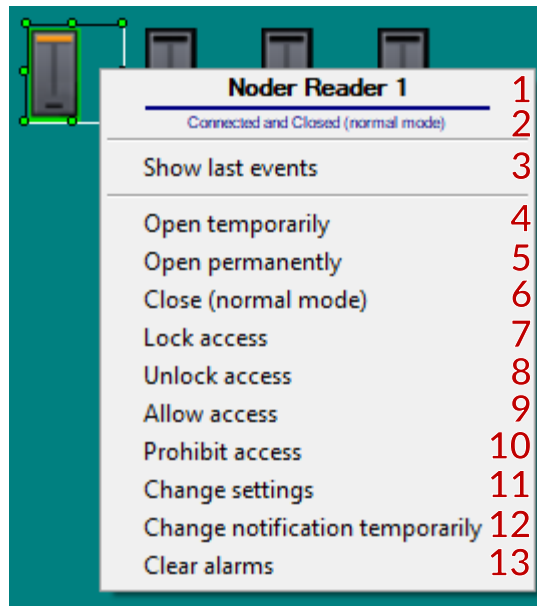 Noder Reader 1 1
Connected and Closed (normal mode) 2
Show last events 3
Open temporarily 4
Open permanently 5
Close (normal mode) 6
Lock access 7
Unlock access 8
Allow access 9
Prohibit access 10
Change settings 11
Change notification temporarily 12
Clear alarms 13